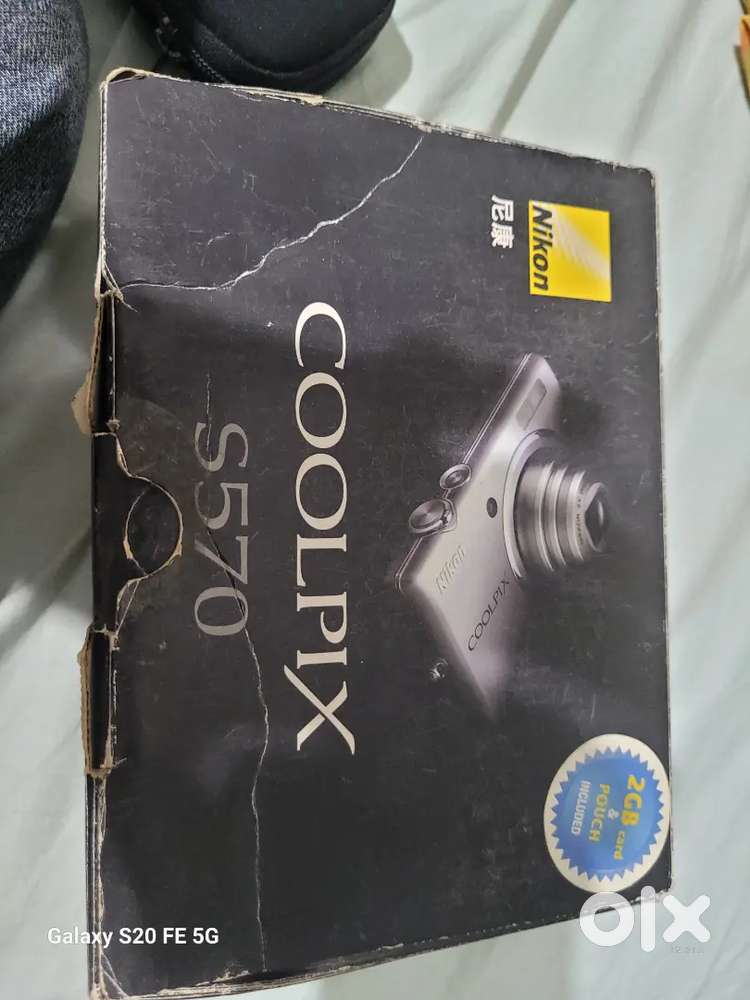 Nikon
尼康
COOLPIX
S570
Nikon
COOLPIX
2GB card
&
POUCH
INCLUDED
Galaxy S20 FE 5G
olx